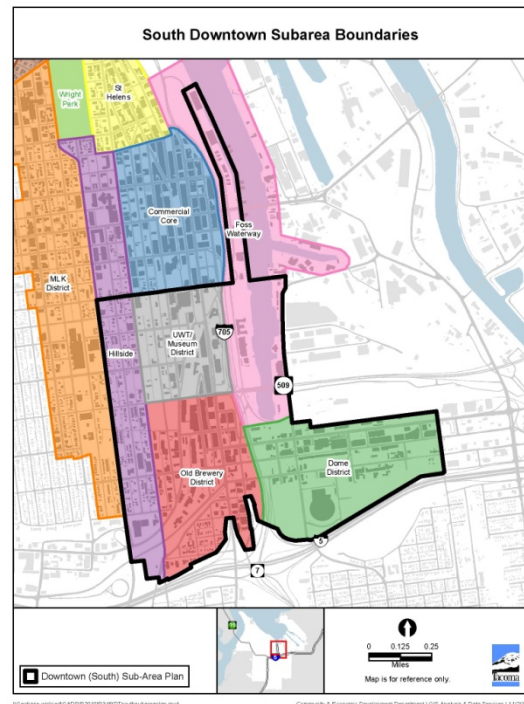 South Downtown Subarea Boundaries
Wright
Park
St
Helens
Commercial
Core
Foss
Waterway
MLK
District
705
UWT/
Museum
District
Hillside
509
Old Brewery
District
Dome
District
5
7
Downtown (South) Sub-Area Plan
0 0.125 0.25
Miles
Map is for reference only.
Tacoma